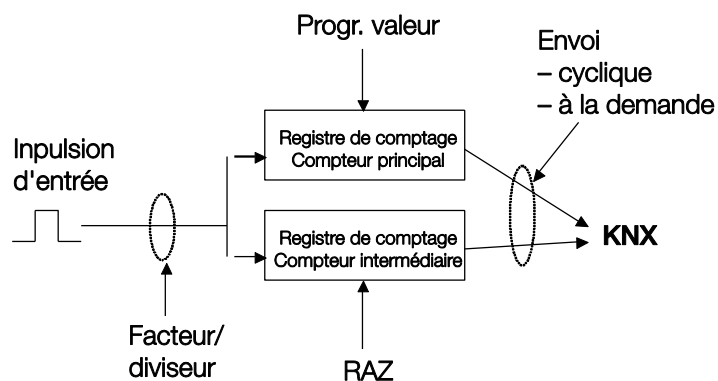 Progr. valeur
Envoi
– cyclique
– à la demande
Inpulsion
d'entrée
Registre de comptage
Compteur principal
Registre de comptage
Compteur intermédiaire
KNX
Facteur/
diviseur
RAZ